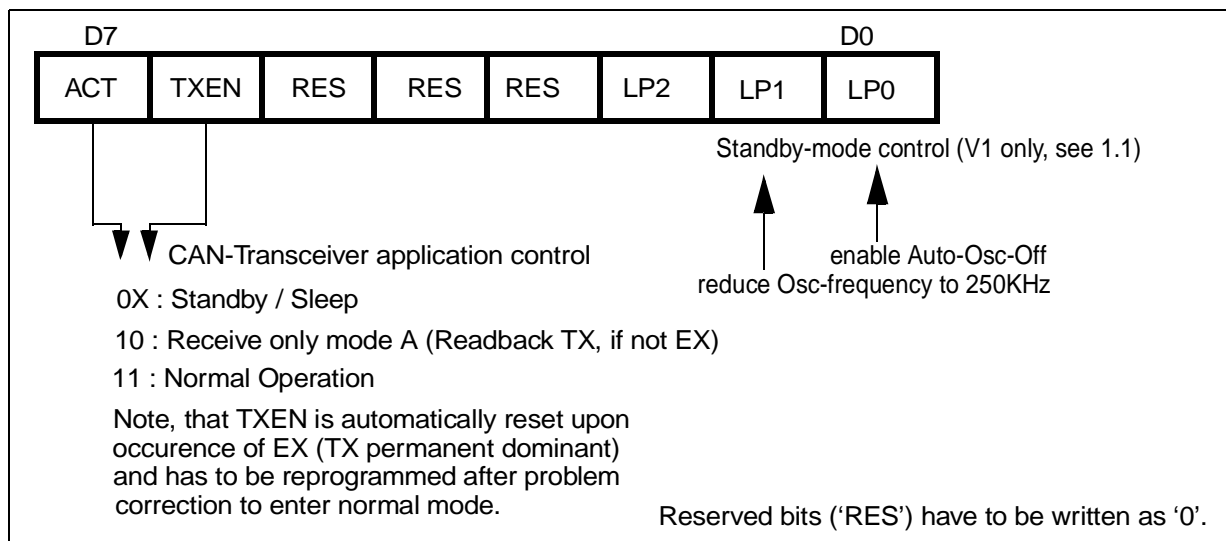 D7 D0
ACT TXEN RES RES RES LP2 LP1 LP0
Standby-mode control (V1 only, see 1.1)
enable Auto-Osc-Off
reduce Osc-frequency to 250KHz
CAN-Transceiver application control
0X : Standby / Sleep
10 : Receive only mode A (Readback TX, if not EX)
11 : Normal Operation
Note, that TXEN is automatically reset upon
occurence of EX (TX permanent dominant)
and has to be reprogrammed after problem
correction to enter normal mode.
Reserved bits (‘RES’) have to be written as ‘0’.